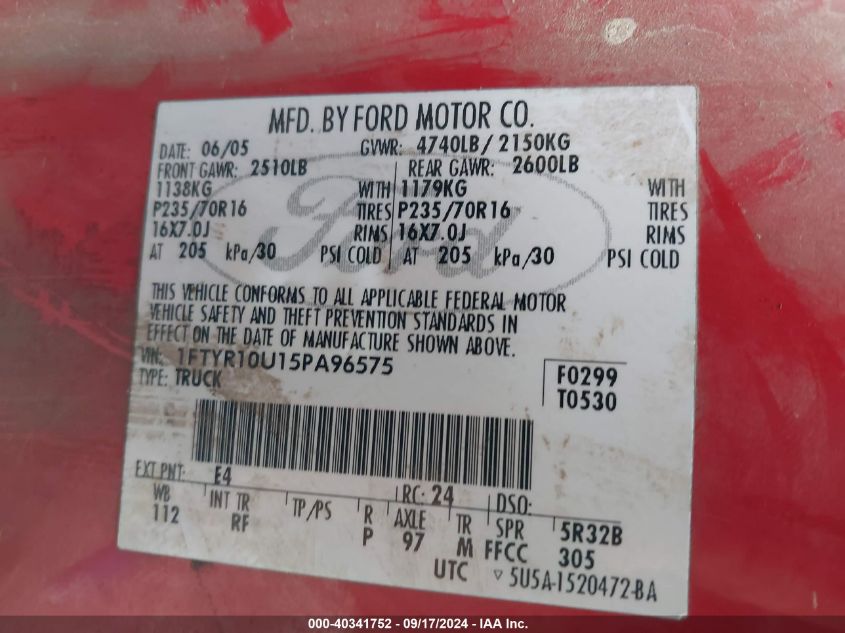 MFD. BY FORD MOTOR CO.
DATE: 06/05 GVWR: 4740LB/ 2150KG
FRONT GAWR: 2510LB REAR GAWR: 2600LB
1138KG WITH 1179KG WITH
P235/70R16 TIRES P235/70R16 TIRES
16X7.0J RIMS 16X7.0J RIMS
AT 205 kPa/30 PSI COLD AT 205 kPa/30 PSI COLD
Ford
THIS VEHICLE CONFORMS TO ALL APPLICABLE FEDERAL MOTOR
VEHICLE SAFETY AND THEFT PREVENTION STANDARDS IN
EFFECT ON THE DATE OF MANUFACTURE SHOWN ABOVE.
VIN: 1FTYR10U15PA96575
TYPE: TRUCK
F0299
T0530
EXT PNT: E4 RC: 24 DSO:
WB INT TR TP/PS R AXLE TR SPR 5R32B
112 RF P 97 M FFCC 305
UTC ▽ 5U5A-1520472-BA
000-40341752 - 09/17/2024 - IAA Inc.